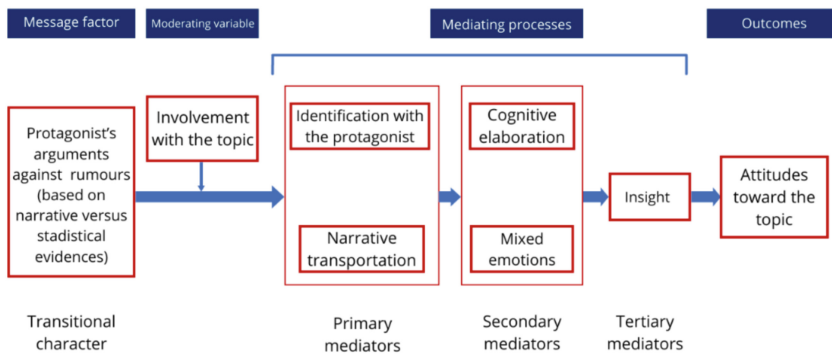 Message factor
Moderating variable
Mediating processes
Outcomes
Protagonist's
arguments
against rumours
(based on
narrative versus
stadistical
evidences)
Involvement
with the topic
Identification with
the protagonist
Narrative
transportation
Cognitive
elaboration
Mixed
emotions
Insight
Attitudes
toward the
topic
Transitional
character
Primary
mediators
Secondary
mediators
Tertiary
mediators